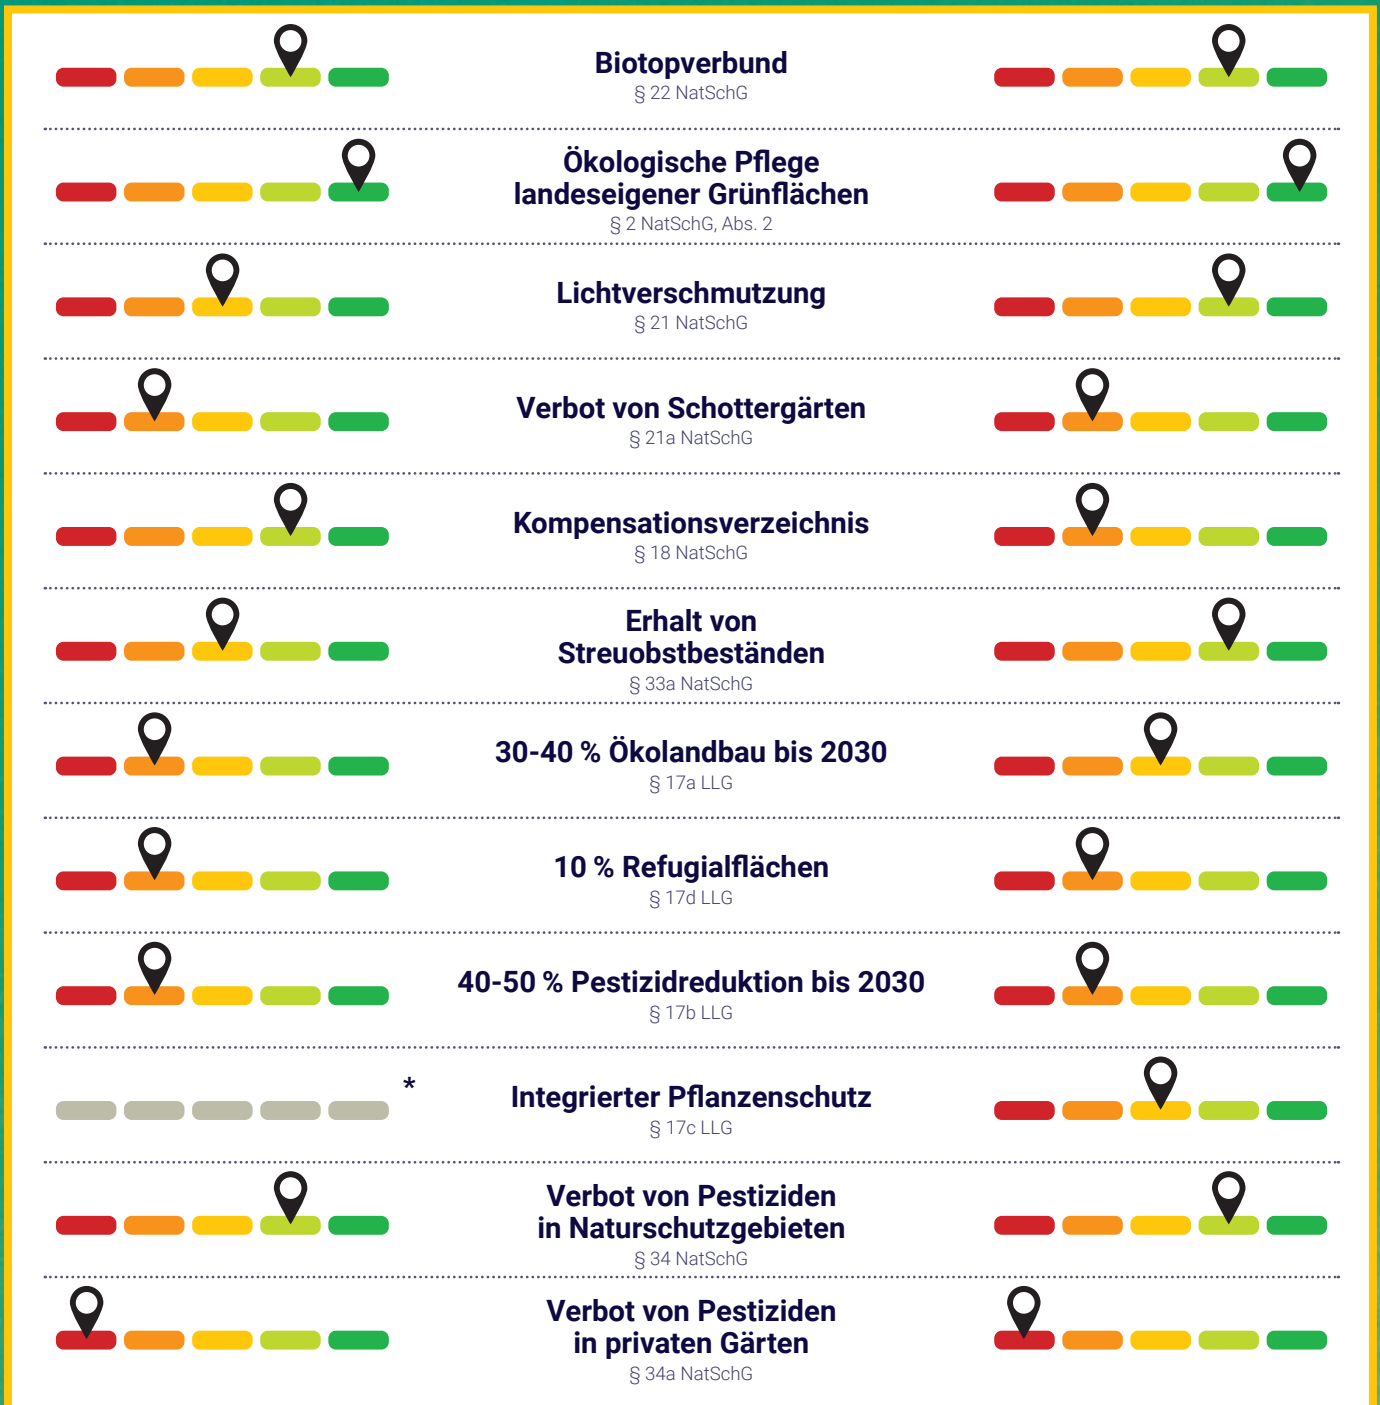 Biotopverbund
§ 22 NatSchG
Ökologische Pflege
landeseigener Grünflächen
§ 2 NatSchG, Abs. 2
Lichtverschmutzung
§ 21 NatSchG
Verbot von Schottergärten
§ 21a NatSchG
Kompensationsverzeichnis
§ 18 NatSchG
Erhalt von
Streuobstbeständen
§ 33a NatSchG
30-40 % Ökolandbau bis 2030
§ 17a LLG
10 % Refugialflächen
§ 17d LLG
40-50 % Pestizidreduktion bis 2030
§ 17b LLG
*
Integrierter Pflanzenschutz
§ 17c LLG
Verbot von Pestiziden
in Naturschutzgebieten
§ 34 NatSchG
Verbot von Pestiziden
in privaten Gärten
§ 34a NatSchG